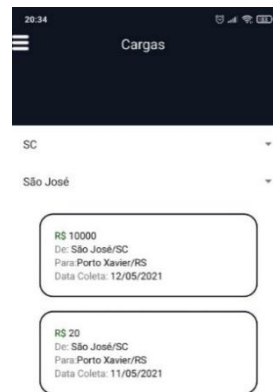 20:34
Cargas
SC
São José
R$ 10000
De: São José/SC
Para:Porto Xavier/RS
Data Coleta: 12/05/2021
R$ 20
De: São José/SC
Para:Porto Xavier/RS
Data Coleta: 11/05/2021